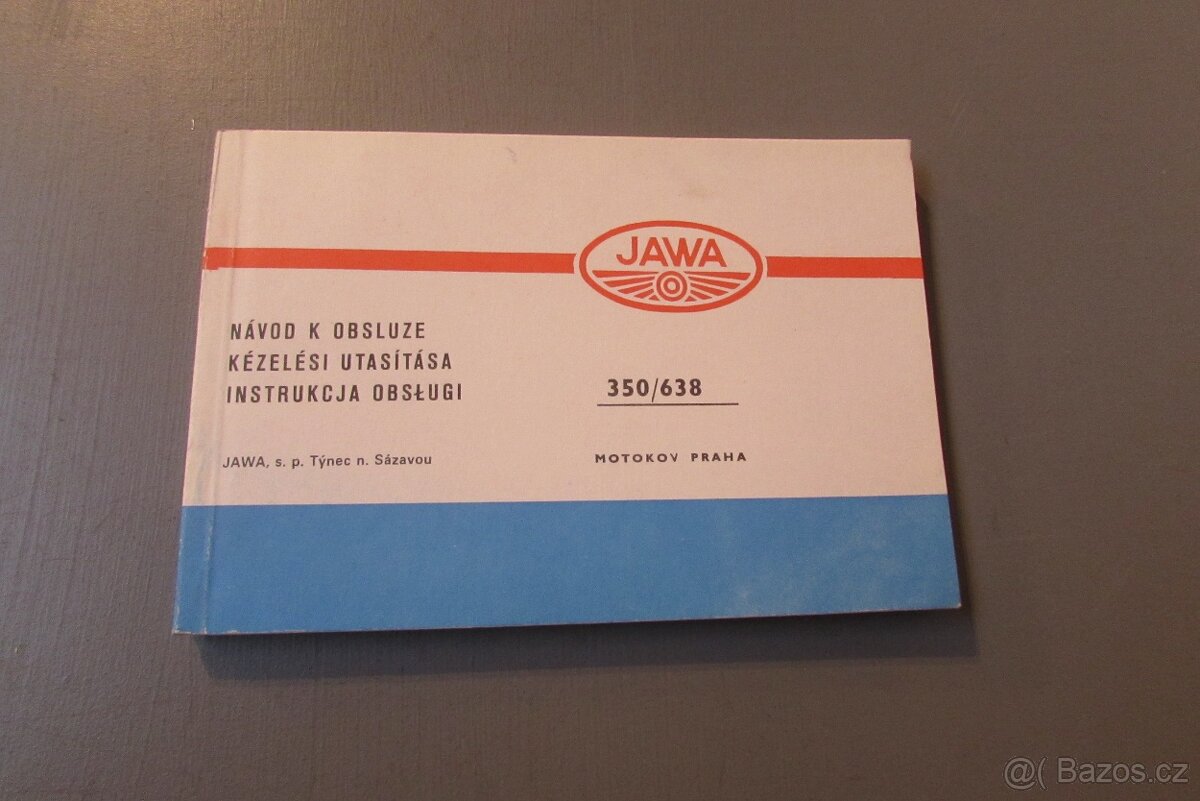 JAWA
NÁVOD K OBSLUZE
KÉZELÉSI UTASÍTÁSA
INSTRUKCJA OBSŁUGI
350/638
JAWA, s. p. Týnec n. Sázavou
MOTOKOV PRAHA
@( Bazos.cz